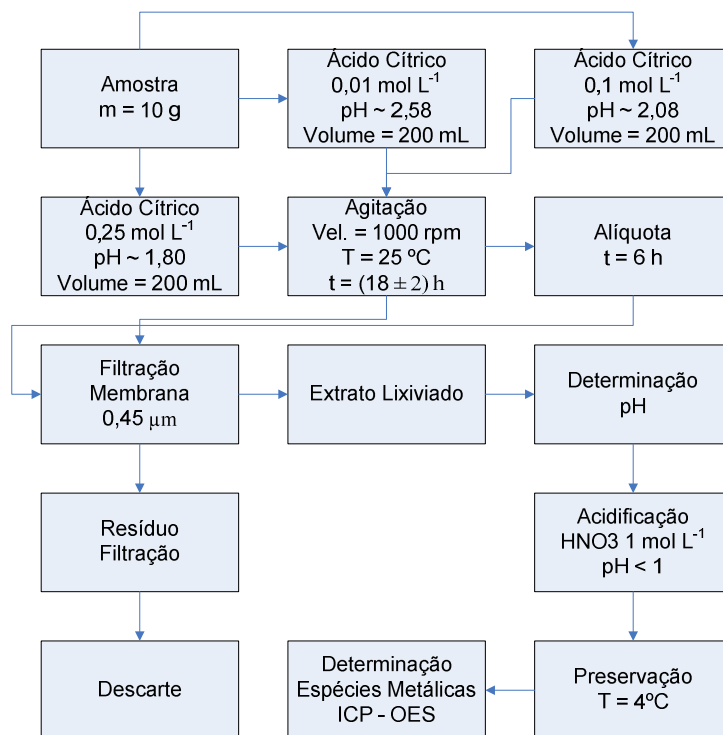 Amostra
m = 10 g
Ácido Cítrico
0,01 mol L⁻¹
pH ~ 2,58
Volume = 200 mL
Ácido Cítrico
0,1 mol L⁻¹
pH ~ 2,08
Volume = 200 mL
Ácido Cítrico
0,25 mol L⁻¹
pH ~ 1,80
Volume = 200 mL
Agitação
Vel. = 1000 rpm
T = 25 ºC
t = (18 ± 2) h
Alíquota
t = 6 h
Filtração
Membrana
0,45 µm
Extrato Lixiviado
Determinação
pH
Resíduo
Filtração
Acidificação
HNO3 1 mol L⁻¹
pH < 1
Descarte
Determinação
Espécies Metálicas
ICP - OES
Preservação
T = 4ºC